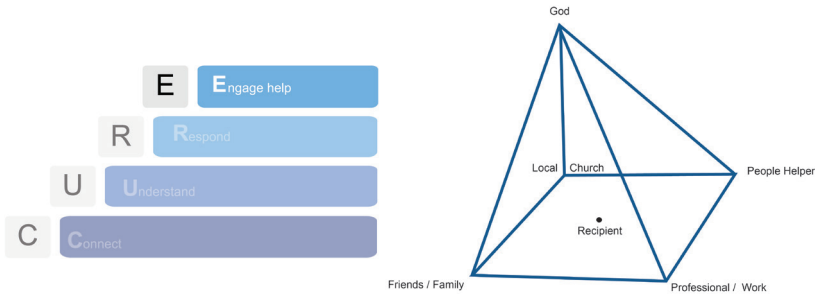 E Engage help
R Respond
U Understand
C Connect
God
Local Church
People Helper
Recipient
Friends / Family
Professional / Work